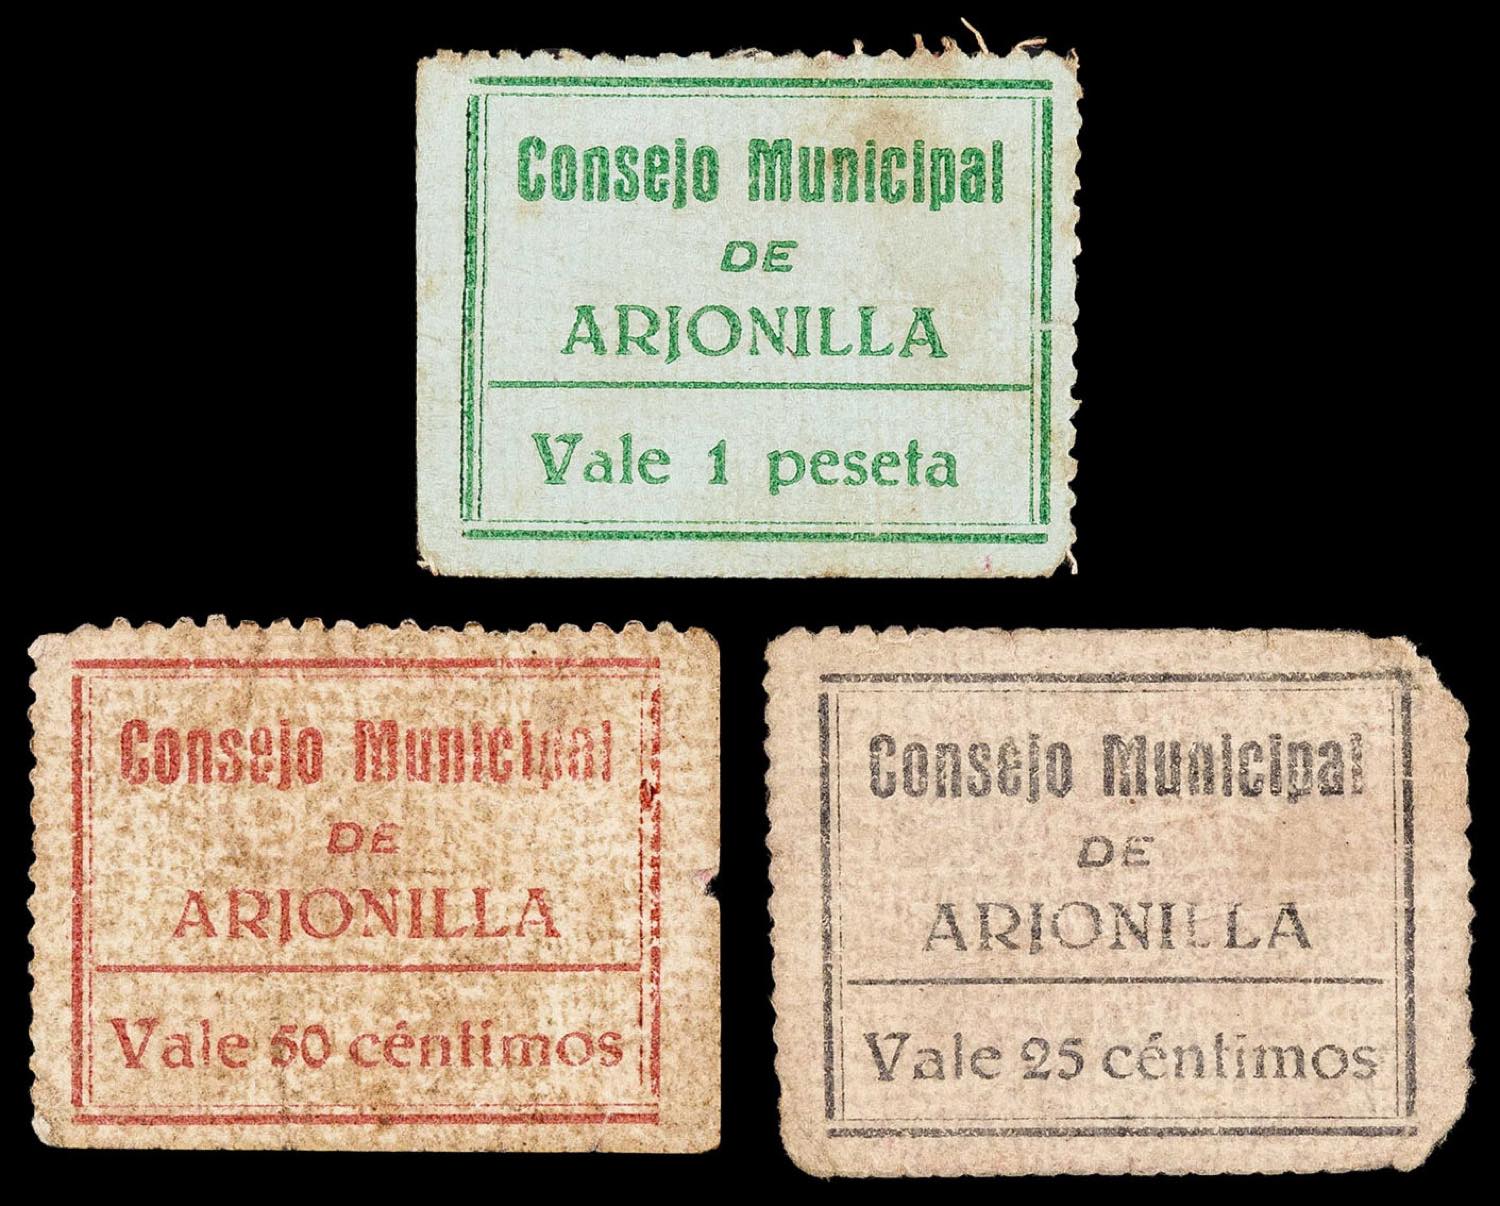 Consejo Municipal
DE
ARJONILLA
Vale 1 peseta
Consejo Municipal
DE
ARJONILLA
Vale 50 céntimos
Consejo Municipal
DE
ARJONILLA
Vale 25 céntimos